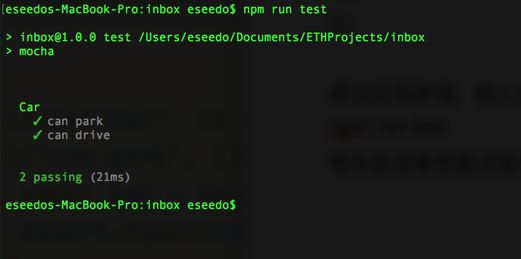 [eseedos-MacBook-Pro:inbox eseedo$ npm run test
> inbox@1.0.0 test /Users/eseedo/Documents/ETHProjects/inbox
> mocha
Car
✓ can park
✓ can drive
2 passing (21ms)
eseedos-MacBook-Pro:inbox eseedo$